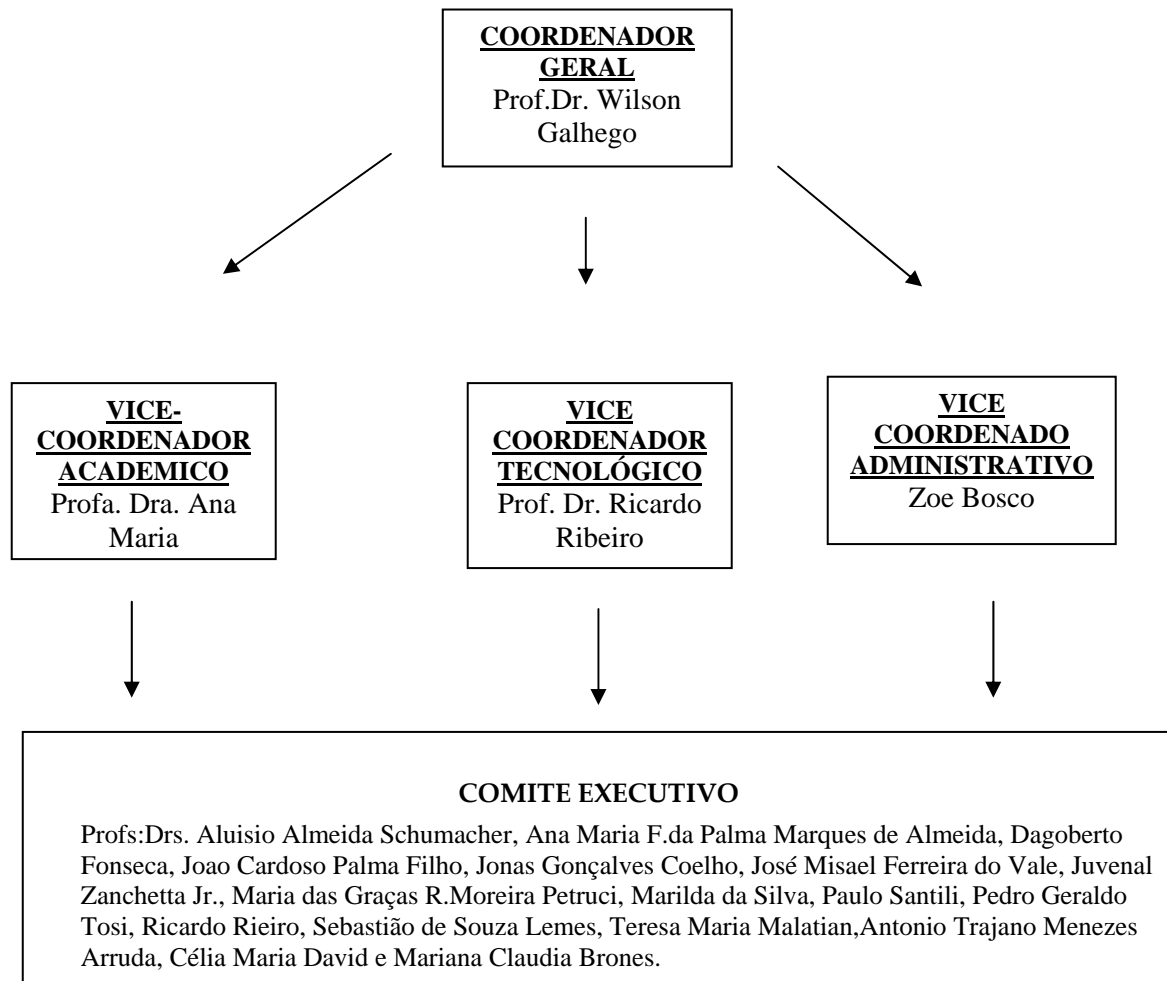 COORDENADOR
GERAL
Prof.Dr. Wilson
Galhego
VICE-
COORDENADOR
ACADEMICO
Profa. Dra. Ana
Maria
VICE
COORDENADOR
TECNOLÓGICO
Prof. Dr. Ricardo
Ribeiro
VICE
COORDENADO
ADMINISTRATIVO
Zoe Bosco
COMITE EXECUTIVO
Profs:Drs. Aluisio Almeida Schumacher, Ana Maria F.da Palma Marques de Almeida, Dagoberto
Fonseca, Joao Cardoso Palma Filho, Jonas Gonçalves Coelho, José Misael Ferreira do Vale, Juvenal
Zanchetta Jr., Maria das Graças R.Moreira Petruci, Marilda da Silva, Paulo Santili, Pedro Geraldo
Tosi, Ricardo Rieiro, Sebastião de Souza Lemes, Teresa Maria Malatian,Antonio Trajano Menezes
Arruda, Célia Maria David e Mariana Claudia Brones.